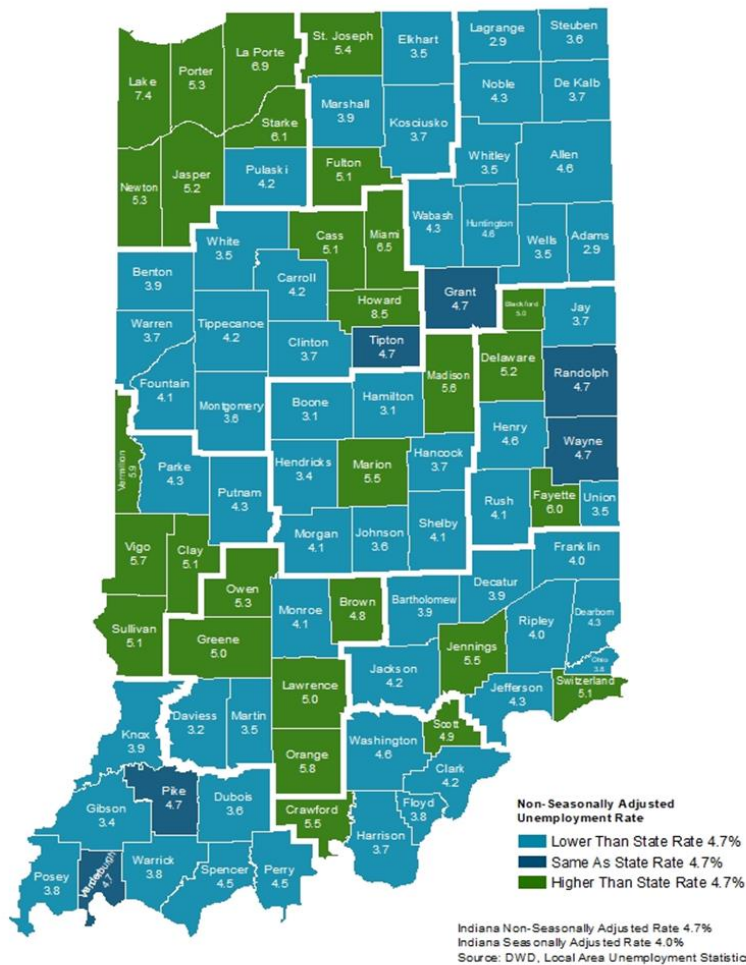 St. Joseph
5.4
Elkhart
3.5
Lagrange
2.9
Steuben
3.6
La Porte
6.9
Porter
5.3
Lake
7.4
Noble
4.3
De Kalb
3.7
Marshall
3.9
Kosciusko
3.7
Starke
6.1
Whitley
3.5
Allen
4.6
Pulaski
4.2
Fulton
5.1
Jasper
5.2
Newton
5.3
Wabash
4.3
Huntington
4.6
Wells
3.5
Adams
2.9
White
3.5
Cass
5.1
Miami
6.5
Benton
3.9
Carroll
4.2
Grant
4.7
Howard
8.5
Blackford
5.0
Jay
3.7
Warren
3.7
Tippecanoe
4.2
Clinton
3.7
Tipton
4.7
Delaware
5.2
Randolph
4.7
Madison
5.6
Fountain
4.1
Montgomery
3.6
Boone
3.1
Hamilton
3.1
Henry
4.6
Wayne
4.7
Vermillion
5.9
Parke
4.3
Putnam
4.3
Hendricks
3.4
Marion
5.5
Hancock
3.7
Rush
4.1
Fayette
6.0
Union
3.5
Vigo
5.7
Clay
5.1
Morgan
4.1
Johnson
3.6
Shelby
4.1
Franklin
4.0
Owen
5.3
Monroe
4.1
Brown
4.8
Bartholomew
3.9
Decatur
3.9
Ripley
4.0
Dearborn
4.3
Sullivan
5.1
Greene
5.0
Jennings
5.5
Ohio
3.8
Jackson
4.2
Switzerland
5.1
Jefferson
4.3
Lawrence
5.0
Knox
3.9
Daviess
3.2
Martin
3.5
Washington
4.6
Scott
4.9
Orange
5.8
Clark
4.2
Pike
4.7
Dubois
3.6
Gibson
3.4
Crawford
5.5
Floyd
3.8
Harrison
3.7
Posey
3.8
Vanderburgh
4.7
Warrick
3.8
Spencer
4.5
Perry
4.5
Non-Seasonally Adjusted
Unemployment Rate
Lower Than State Rate 4.7%
Same As State Rate 4.7%
Higher Than State Rate 4.7%
Indiana Non-Seasonally Adjusted Rate 4.7%
Indiana Seasonally Adjusted Rate 4.0%
Source: DWD, Local Area Unemployment Statistic